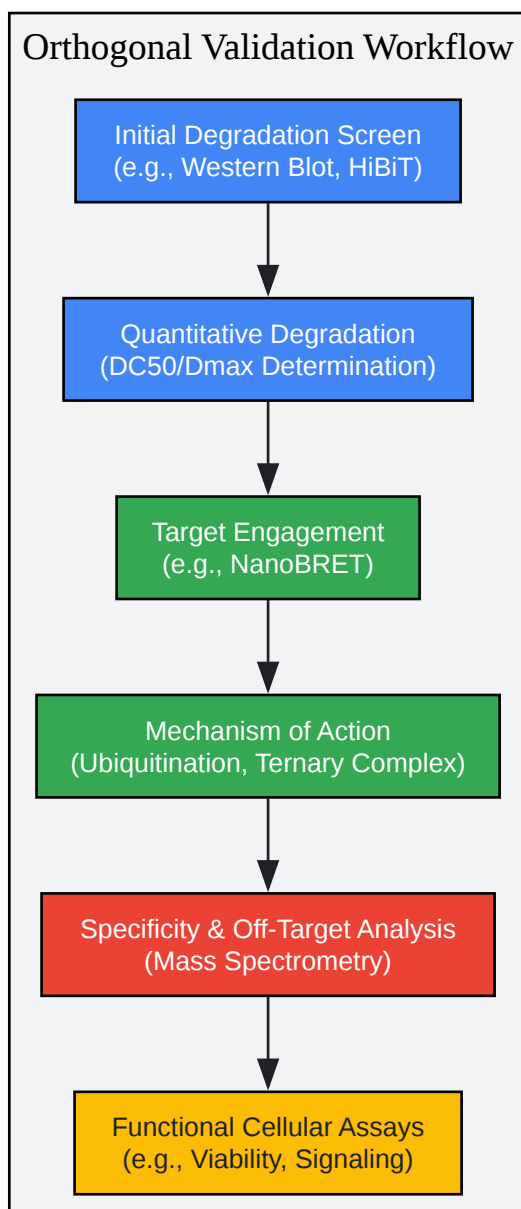 Orthogonal Validation Workflow
Initial Degradation Screen
(e.g., Western Blot, HiBiT)
Quantitative Degradation
(DC50/Dmax Determination)
Target Engagement
(e.g., NanoBRET)
Mechanism of Action
(Ubiquitination, Ternary Complex)
Specificity & Off-Target Analysis
(Mass Spectrometry)
Functional Cellular Assays
(e.g., Viability, Signaling)